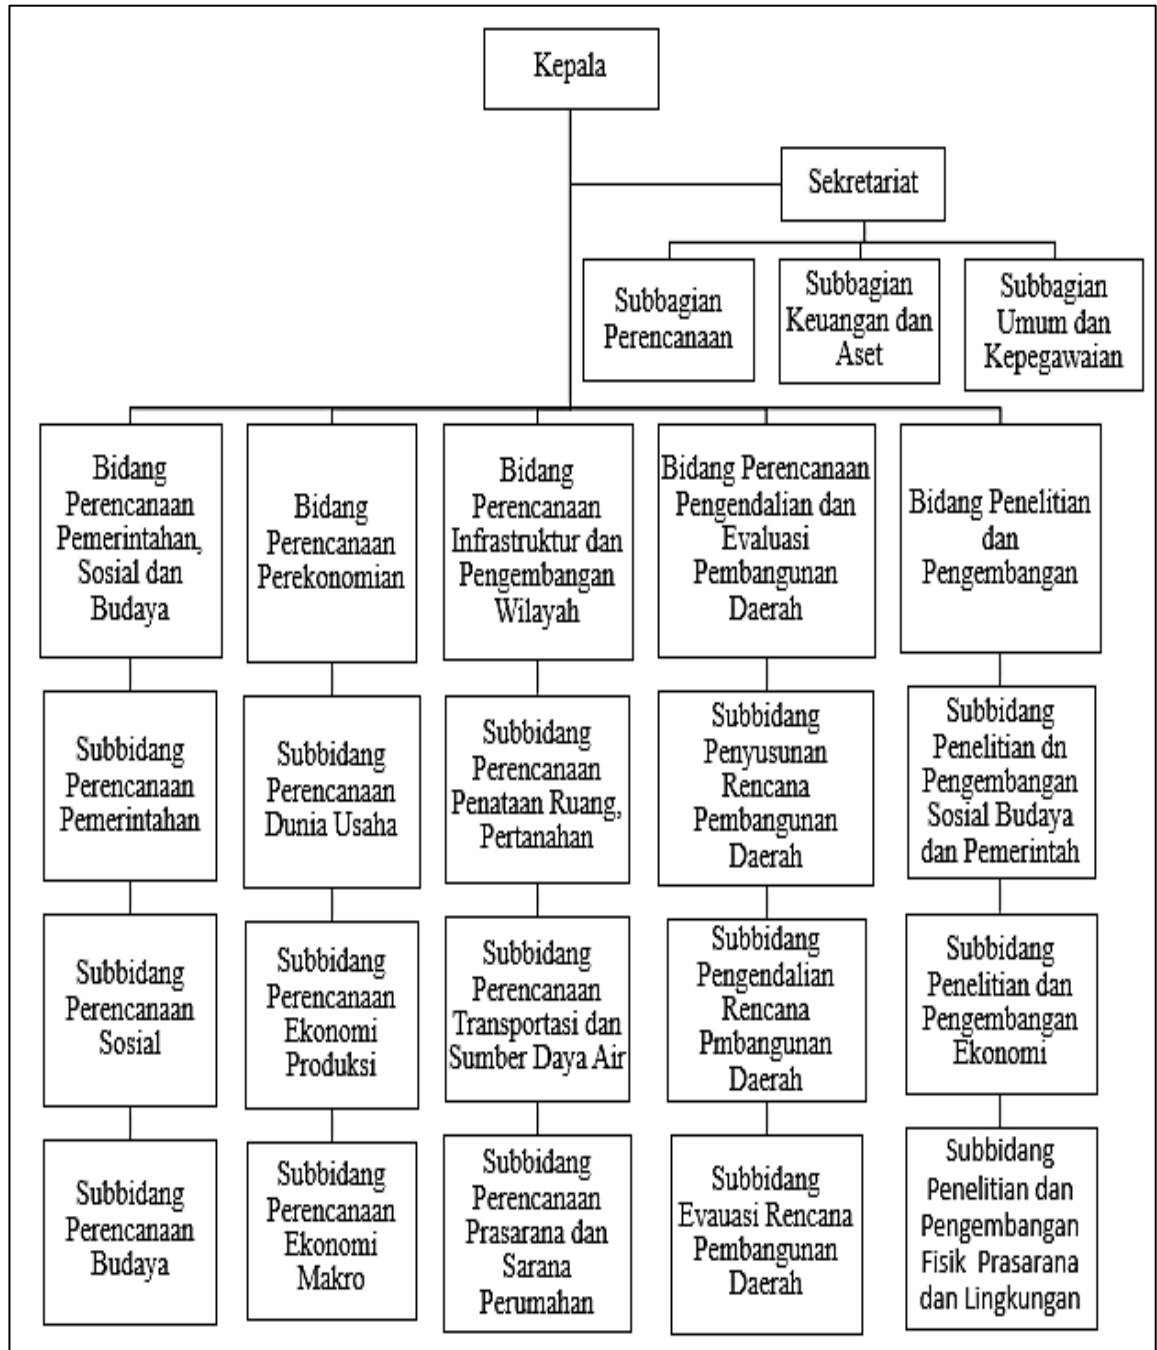 Kepala
Sekretariat
Subbagian
Perencanaan
Subbagian
Keuangan dan
Aset
Subbagian
Umum dan
Kepegawaian
Bidang
Perencanaan
Pemerintahan,
Sosial dan
Budaya
Bidang
Perencanaan
Perekonomian
Bidang
Perencanaan
Infrastruktur dan
Pengembangan
Wilayah
Bidang Perencanaan
Pengendalian dan
Evaluasi
Pembangunan
Daerah
Bidang Penelitian
dan
Pengembangan
Subbidang
Perencanaan
Pemerintahan
Subbidang
Perencanaan
Dunia Usaha
Subbidang
Perencanaan
Penataan Ruang,
Pertanahan
Subbidang
Penyusunan
Rencana
Pembangunan
Daerah
Subbidang
Penelitian dn
Pengembangan
Sosial Budaya
dan Pemerintah
Subbidang
Perencanaan
Sosial
Subbidang
Perencanaan
Ekonomi
Produksi
Subbidang
Perencanaan
Transportasi dan
Sumber Daya Air
Subbidang
Pengendalian
Rencana
Pmbangunan
Daerah
Subbidang
Penelitian dan
Pengembangan
Ekonomi
Subbidang
Perencanaan
Budaya
Subbidang
Perencanaan
Ekonomi
Makro
Subbidang
Perencanaan
Prasarana dan
Sarana
Perumahan
Subbidang
Evauasi Rencana
Pembangunan
Daerah
Subbidang
Penelitian dan
Pengembangan
Fisik Prasarana
dan Lingkungan